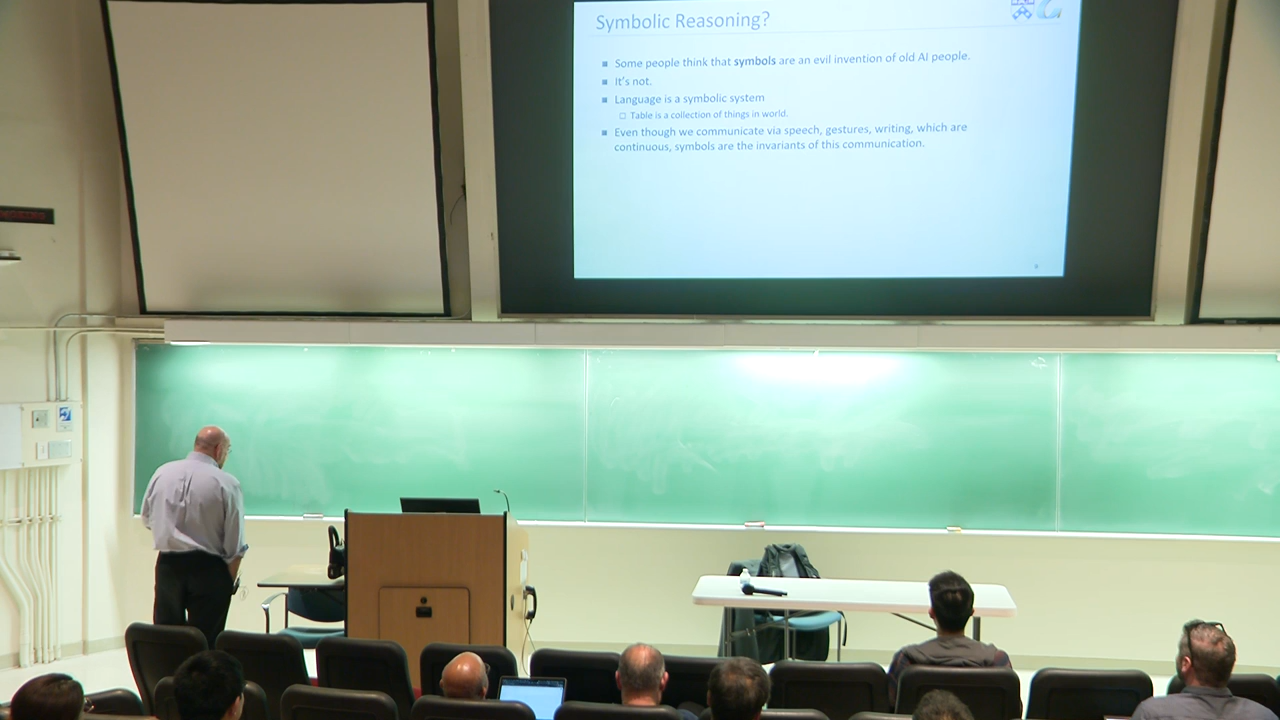 Symbolic Reasoning?
Some people think that symbols are an evil invention of old AI people.
It's not.
Language is a symbolic system
Table is a collection of things in world.
Even though we communicate via speech, gestures, writing, which are
continuous, symbols are the invariants of this communication.